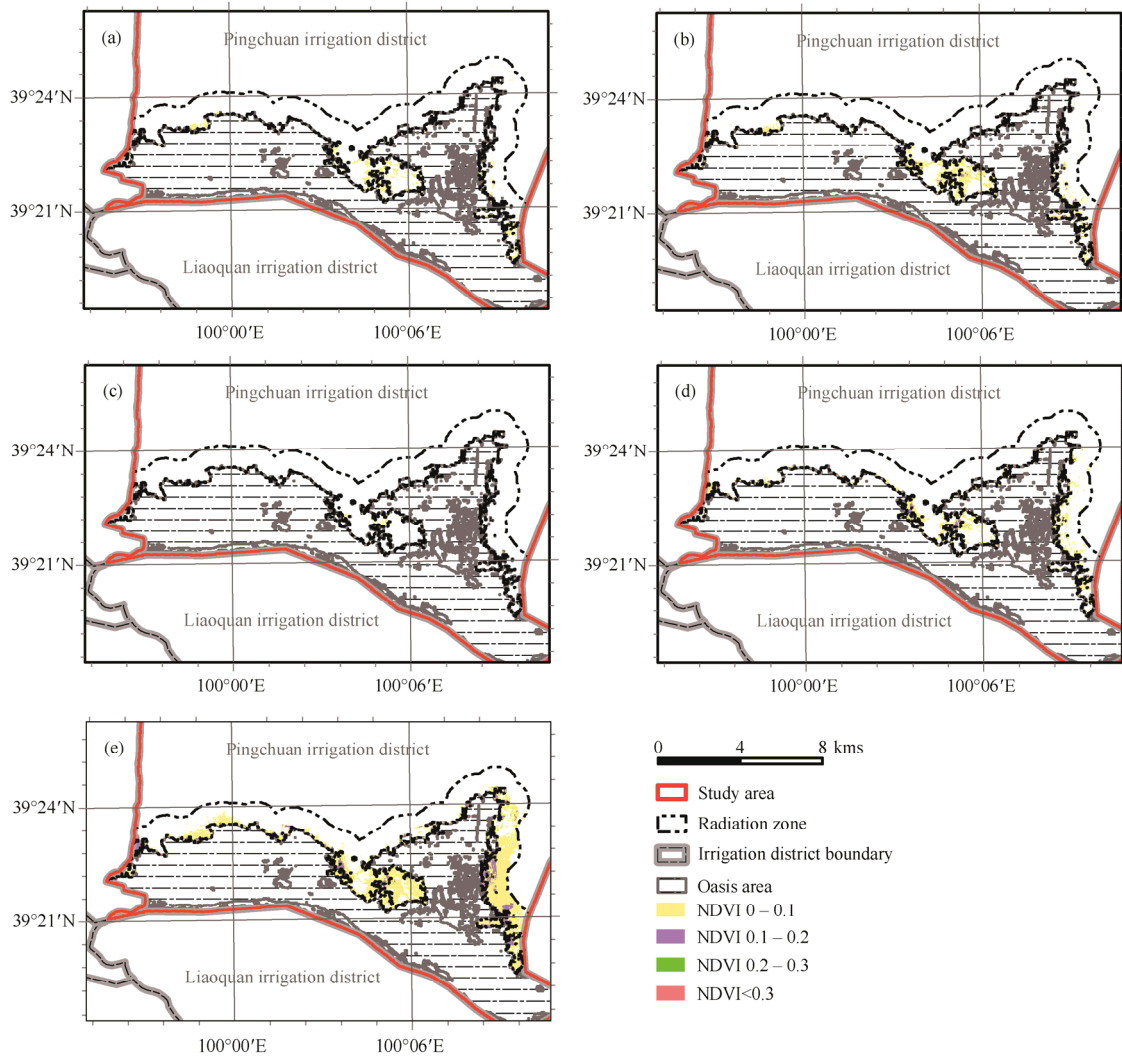 (a)
Pingchuan irrigation district
39°24′N
39°21′N
Liaoquan irrigation district
100°00′E 100°06′E
(b)
Pingchuan irrigation district
39°24′N
39°21′N
Liaoquan irrigation district
100°00′E 100°06′E
(c)
Pingchuan irrigation district
39°24′N
39°21′N
Liaoquan irrigation district
100°00′E 100°06′E
(d)
Pingchuan irrigation district
39°24′N
39°21′N
Liaoquan irrigation district
100°00′E 100°06′E
(e)
Pingchuan irrigation district
39°24′N
39°21′N
Liaoquan irrigation district
100°00′E 100°06′E
0 4 8 kms
Study area
Radiation zone
Irrigation district boundary
Oasis area
NDVI 0 – 0.1
NDVI 0.1 – 0.2
NDVI 0.2 – 0.3
NDVI<0.3